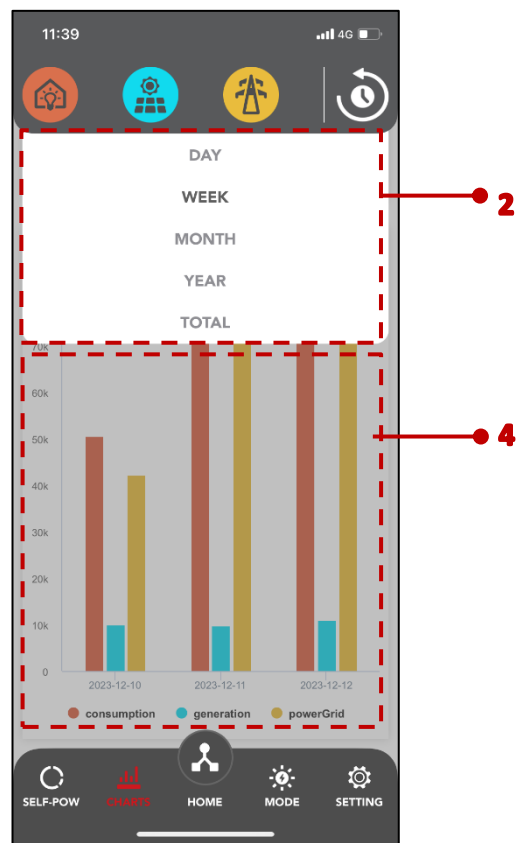 11:39 4G
DAY
WEEK
2
MONTH
YEAR
TOTAL
70k
60k
50k
4
40k
30k
20k
10k
0
2023-12-10 2023-12-11 2023-12-12
consumption generation powerGrid
SELF-POW CHARTS HOME MODE SETTING